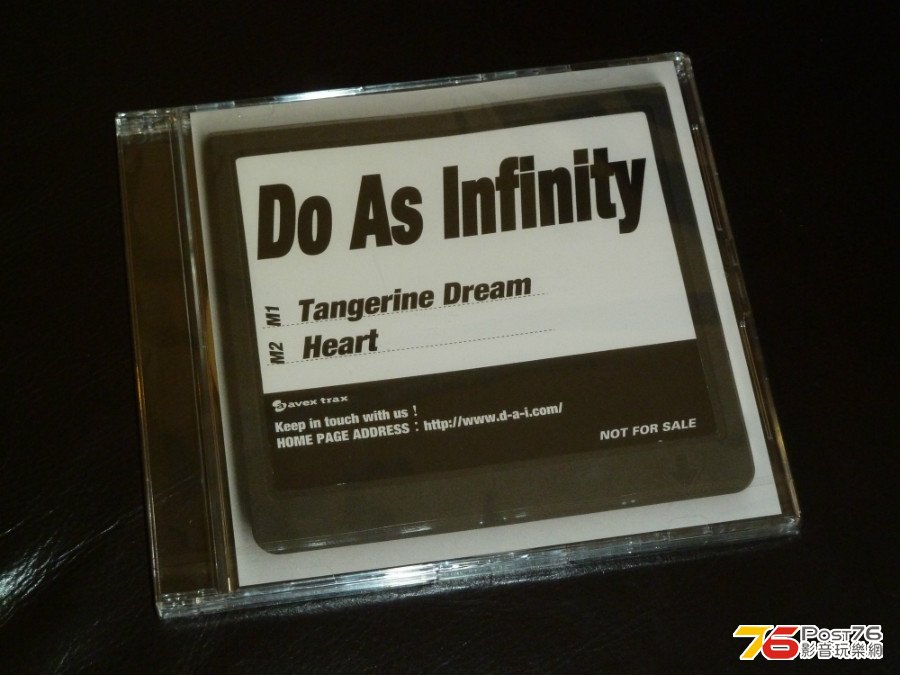 Do As Infinity
M1 Tangerine Dream
M2 Heart
avex trax
Keep in touch with us !
HOME PAGE ADDRESS : http://www.d-a-i.com/
NOT FOR SALE
76 Post76
影音玩樂網